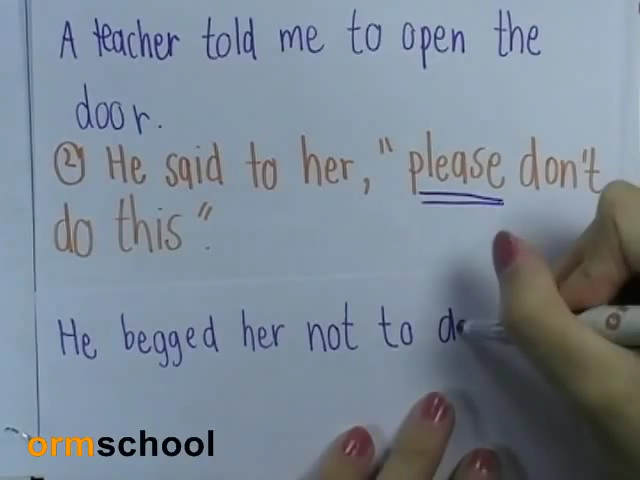 A teacher told me to open the
door.
② He said to her, "please don't
do this".
He begged her not to do
ormschool